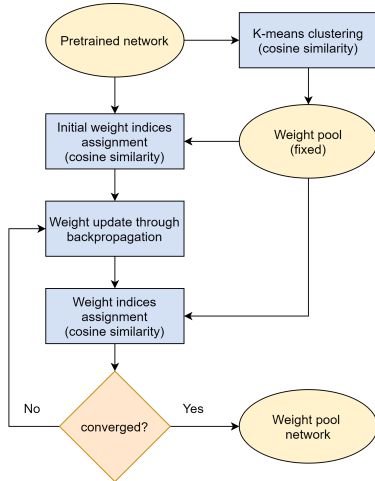 Pretrained network
K-means clustering
(cosine similarity)
Initial weight indices
assignment
(cosine similarity)
Weight pool
(fixed)
Weight update through
backpropagation
Weight indices
assignment
(cosine similarity)
No
converged?
Yes
Weight pool
network